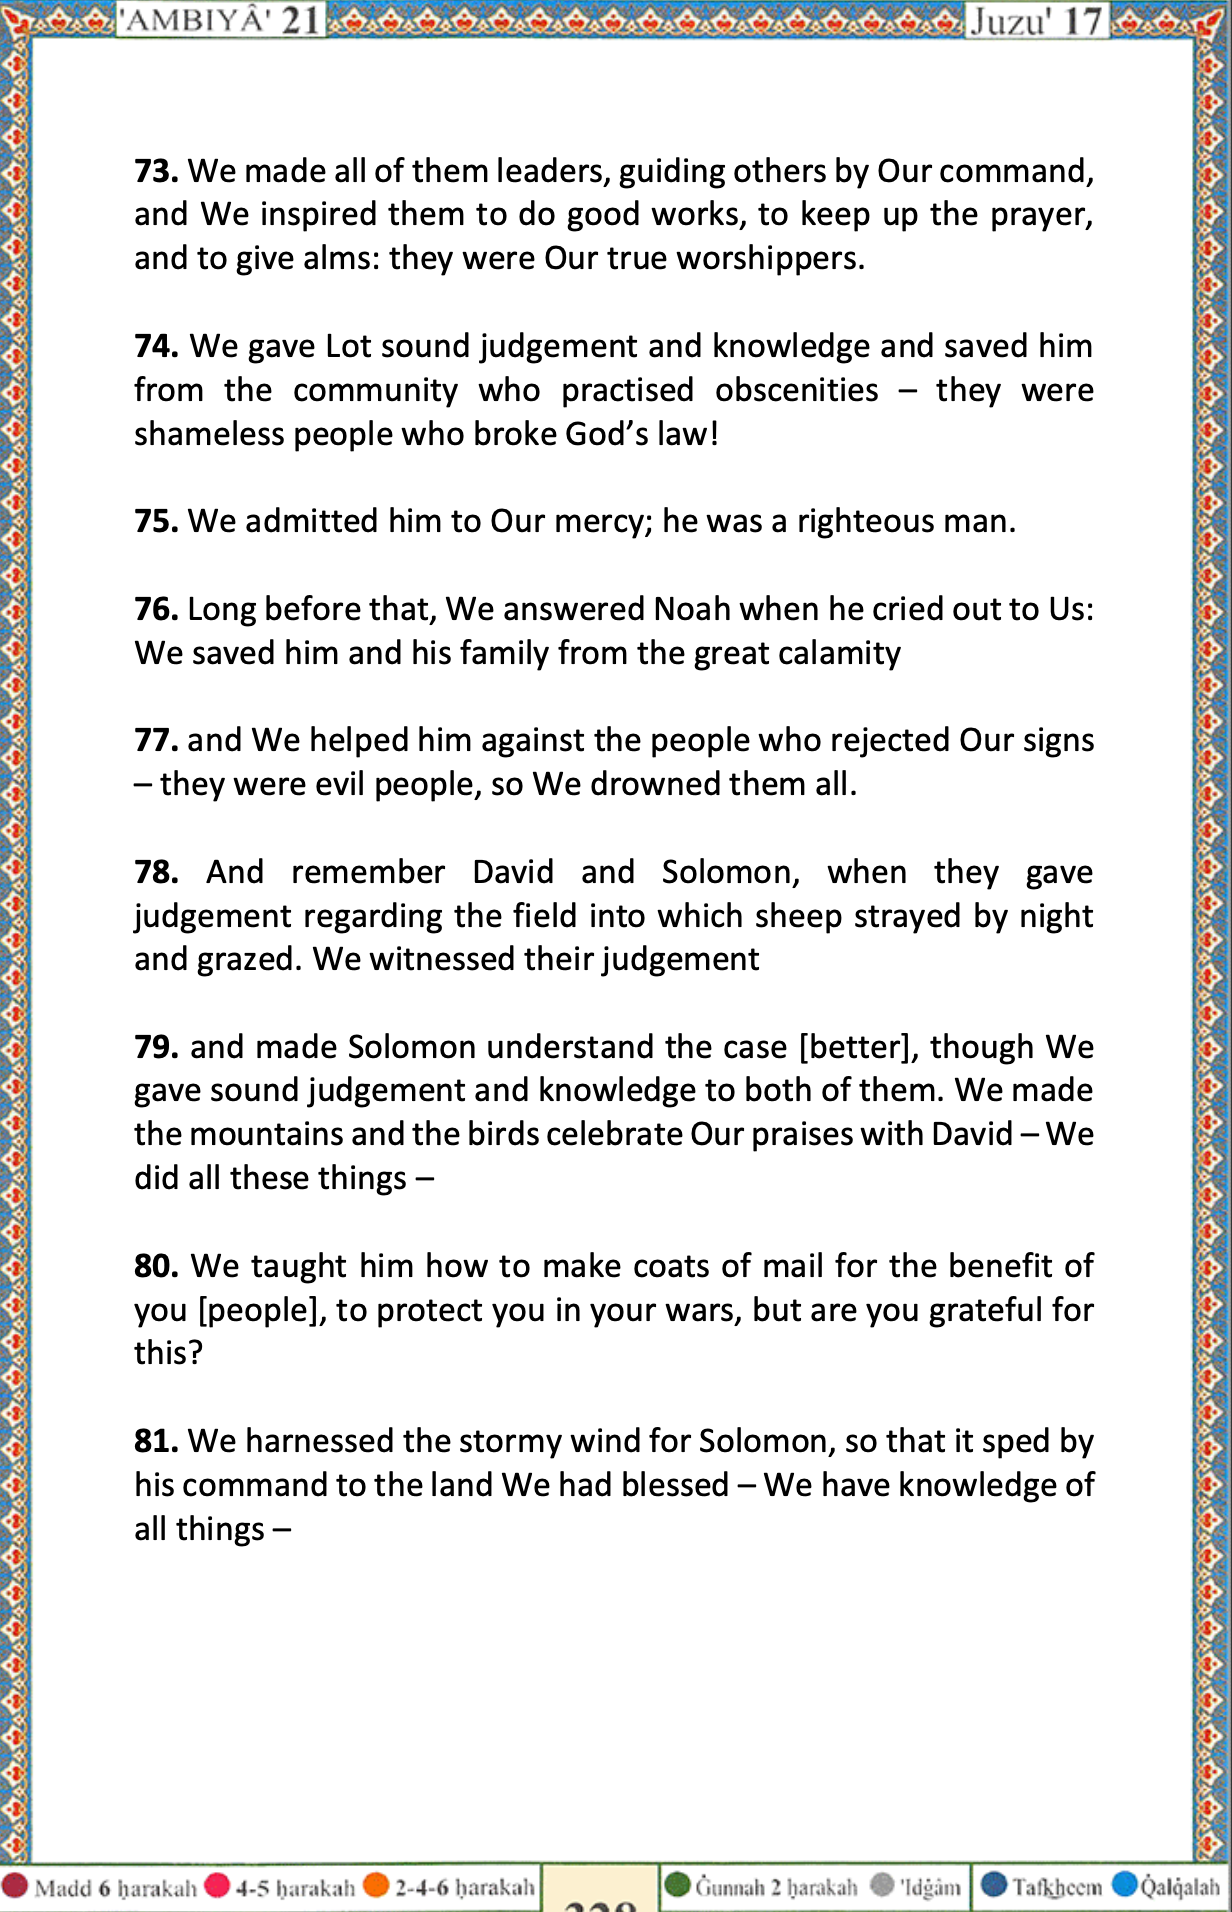 'AMBIYÂ' 21
Juzu' 17
73. We made all of them leaders, guiding others by Our command,
and We inspired them to do good works, to keep up the prayer,
and to give alms: they were Our true worshippers.
74. We gave Lot sound judgement and knowledge and saved him
from the community who practised obscenities – they were
shameless people who broke God’s law!
75. We admitted him to Our mercy; he was a righteous man.
76. Long before that, We answered Noah when he cried out to Us:
We saved him and his family from the great calamity
77. and We helped him against the people who rejected Our signs
– they were evil people, so We drowned them all.
78. And remember David and Solomon, when they gave
judgement regarding the field into which sheep strayed by night
and grazed. We witnessed their judgement
79. and made Solomon understand the case [better], though We
gave sound judgement and knowledge to both of them. We made
the mountains and the birds celebrate Our praises with David – We
did all these things –
80. We taught him how to make coats of mail for the benefit of
you [people], to protect you in your wars, but are you grateful for
this?
81. We harnessed the stormy wind for Solomon, so that it sped by
his command to the land We had blessed – We have knowledge of
all things –
Madd 6 ḥarakah 4-5 ḥarakah 2-4-6 ḥarakah
Ġunnah 2 ḥarakah 'Idġâm Tafkheem Q̇alq̇alah